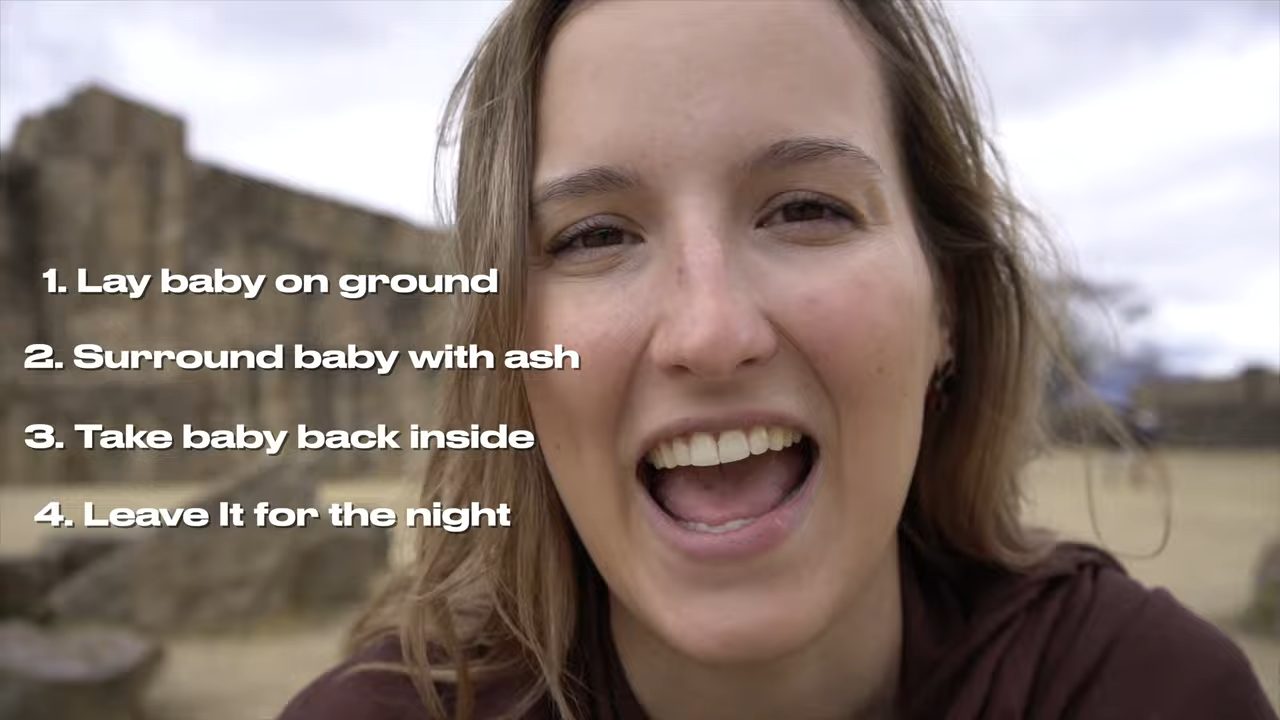 1. Lay baby on ground
2. Surround baby with ash
3. Take baby back inside
4. Leave It for the night